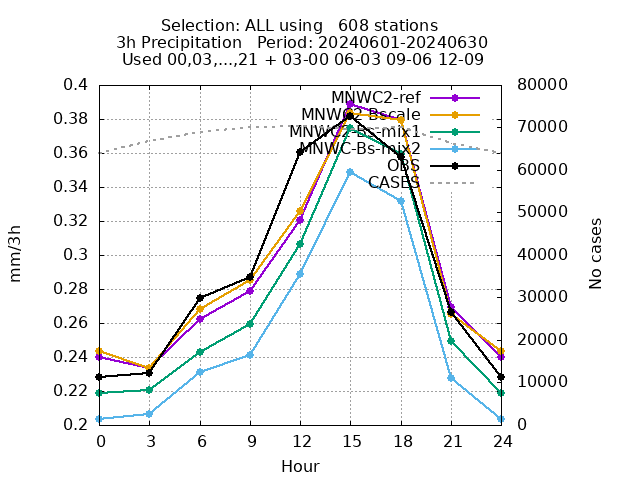 Selection: ALL using   608 stations
3h Precipitation   Period: 20240601-20240630
Used 00,03,...,21 + 03-00 06-03 09-06 12-09
0.4
0.38
0.36
0.34
0.32
0.3
0.28
0.26
0.24
0.22
0.2
mm/3h
MNWC2-ref
MNWC2-Bscale
MNWC2-Bs-mix1
MNWC-Bs-mix2
OBS
CASES
80000
70000
60000
50000
40000
30000
20000
10000
0
No cases
0 3 6 9 12 15 18 21 24
Hour